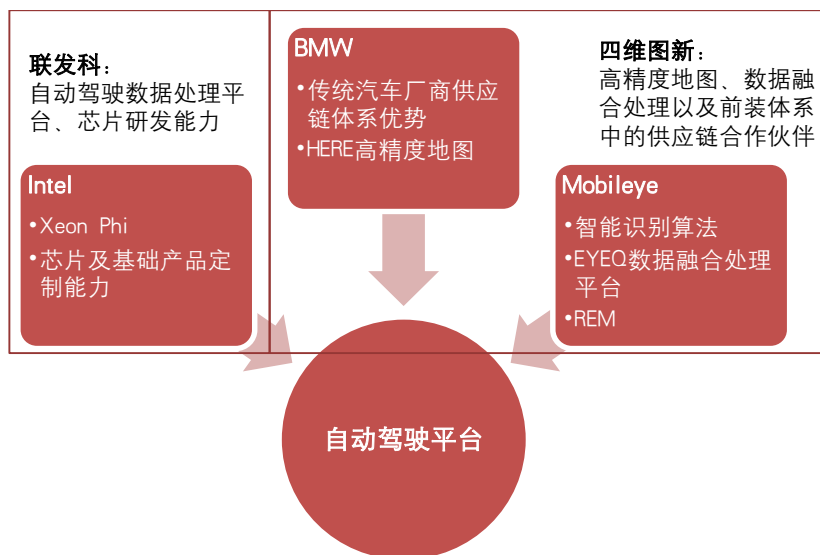 联发科：
自动驾驶数据处理平
台、芯片研发能力
Intel
•Xeon Phi
•芯片及基础产品定
制能力
BMW
•传统汽车厂商供应
链体系优势
•HERE高精度地图
四维图新：
高精度地图、数据融
合处理以及前装体系
中的供应链合作伙伴
Mobileye
•智能识别算法
•EYEQ数据融合处理
平台
•REM
自动驾驶平台